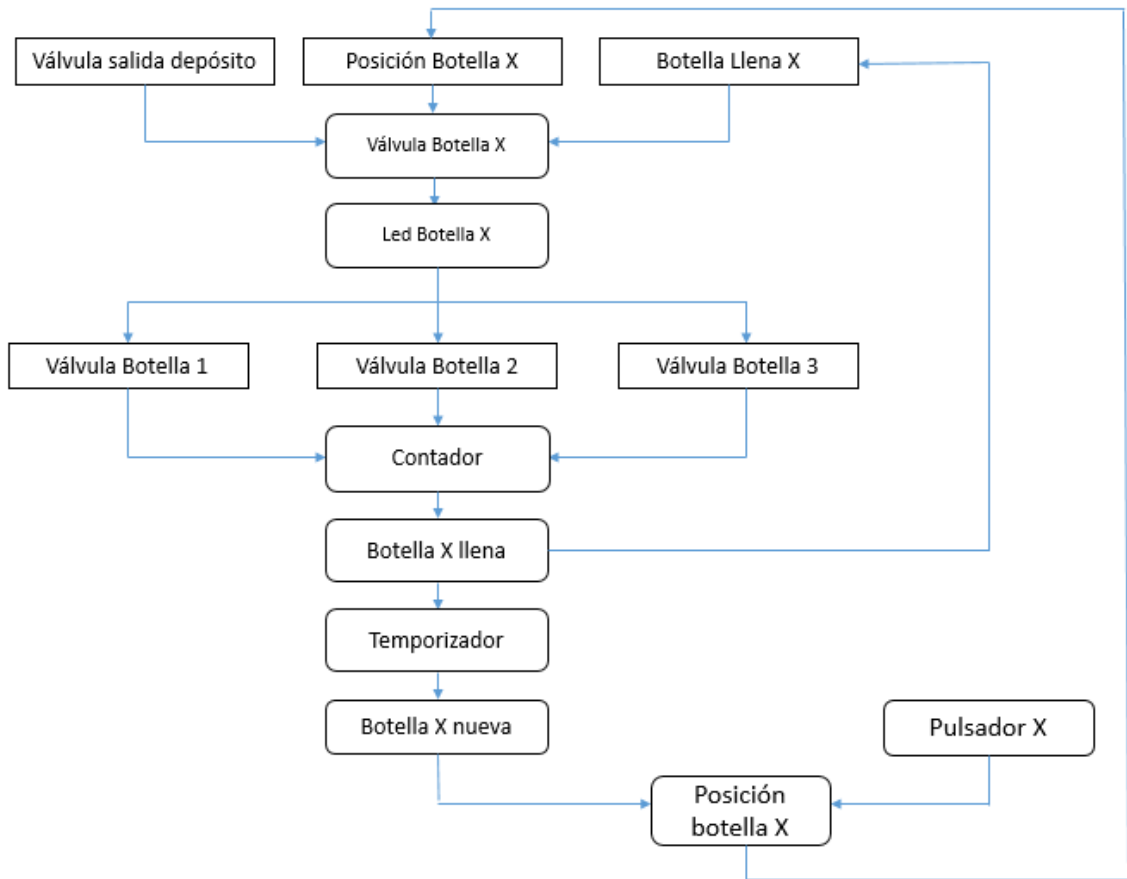 Válvula salida depósito
Posición Botella X
Botella Llena X
Válvula Botella X
Led Botella X
Válvula Botella 1
Válvula Botella 2
Válvula Botella 3
Contador
Botella X llena
Temporizador
Botella X nueva
Pulsador X
Posición
botella X